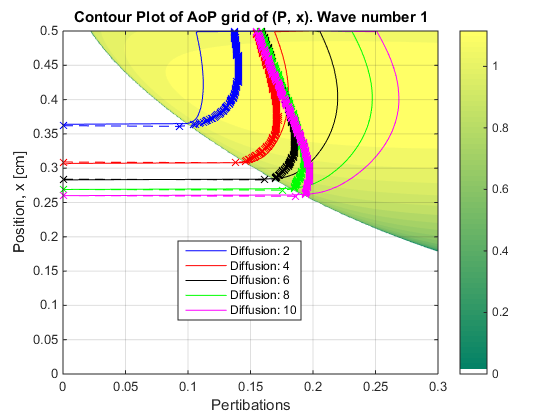 Contour Plot of AoP grid of (P, x). Wave number 1
Position, x [cm]
0.5
0.45
0.4
0.35
0.3
0.25
0.2
0.15
0.1
0.05
0
Diffusion: 2
Diffusion: 4
Diffusion: 6
Diffusion: 8
Diffusion: 10
0 0.05 0.1 0.15 0.2 0.25 0.3
Pertibations
1
0.8
0.6
0.4
0.2
0